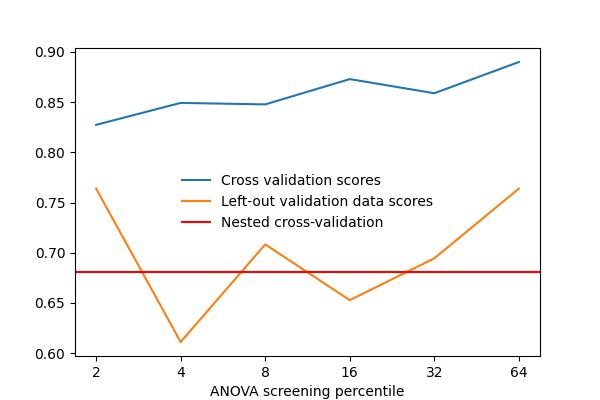 0.90
0.85
0.80
0.75
0.70
0.65
0.60
Cross validation scores
Left-out validation data scores
Nested cross-validation
2 4 8 16 32 64
ANOVA screening percentile